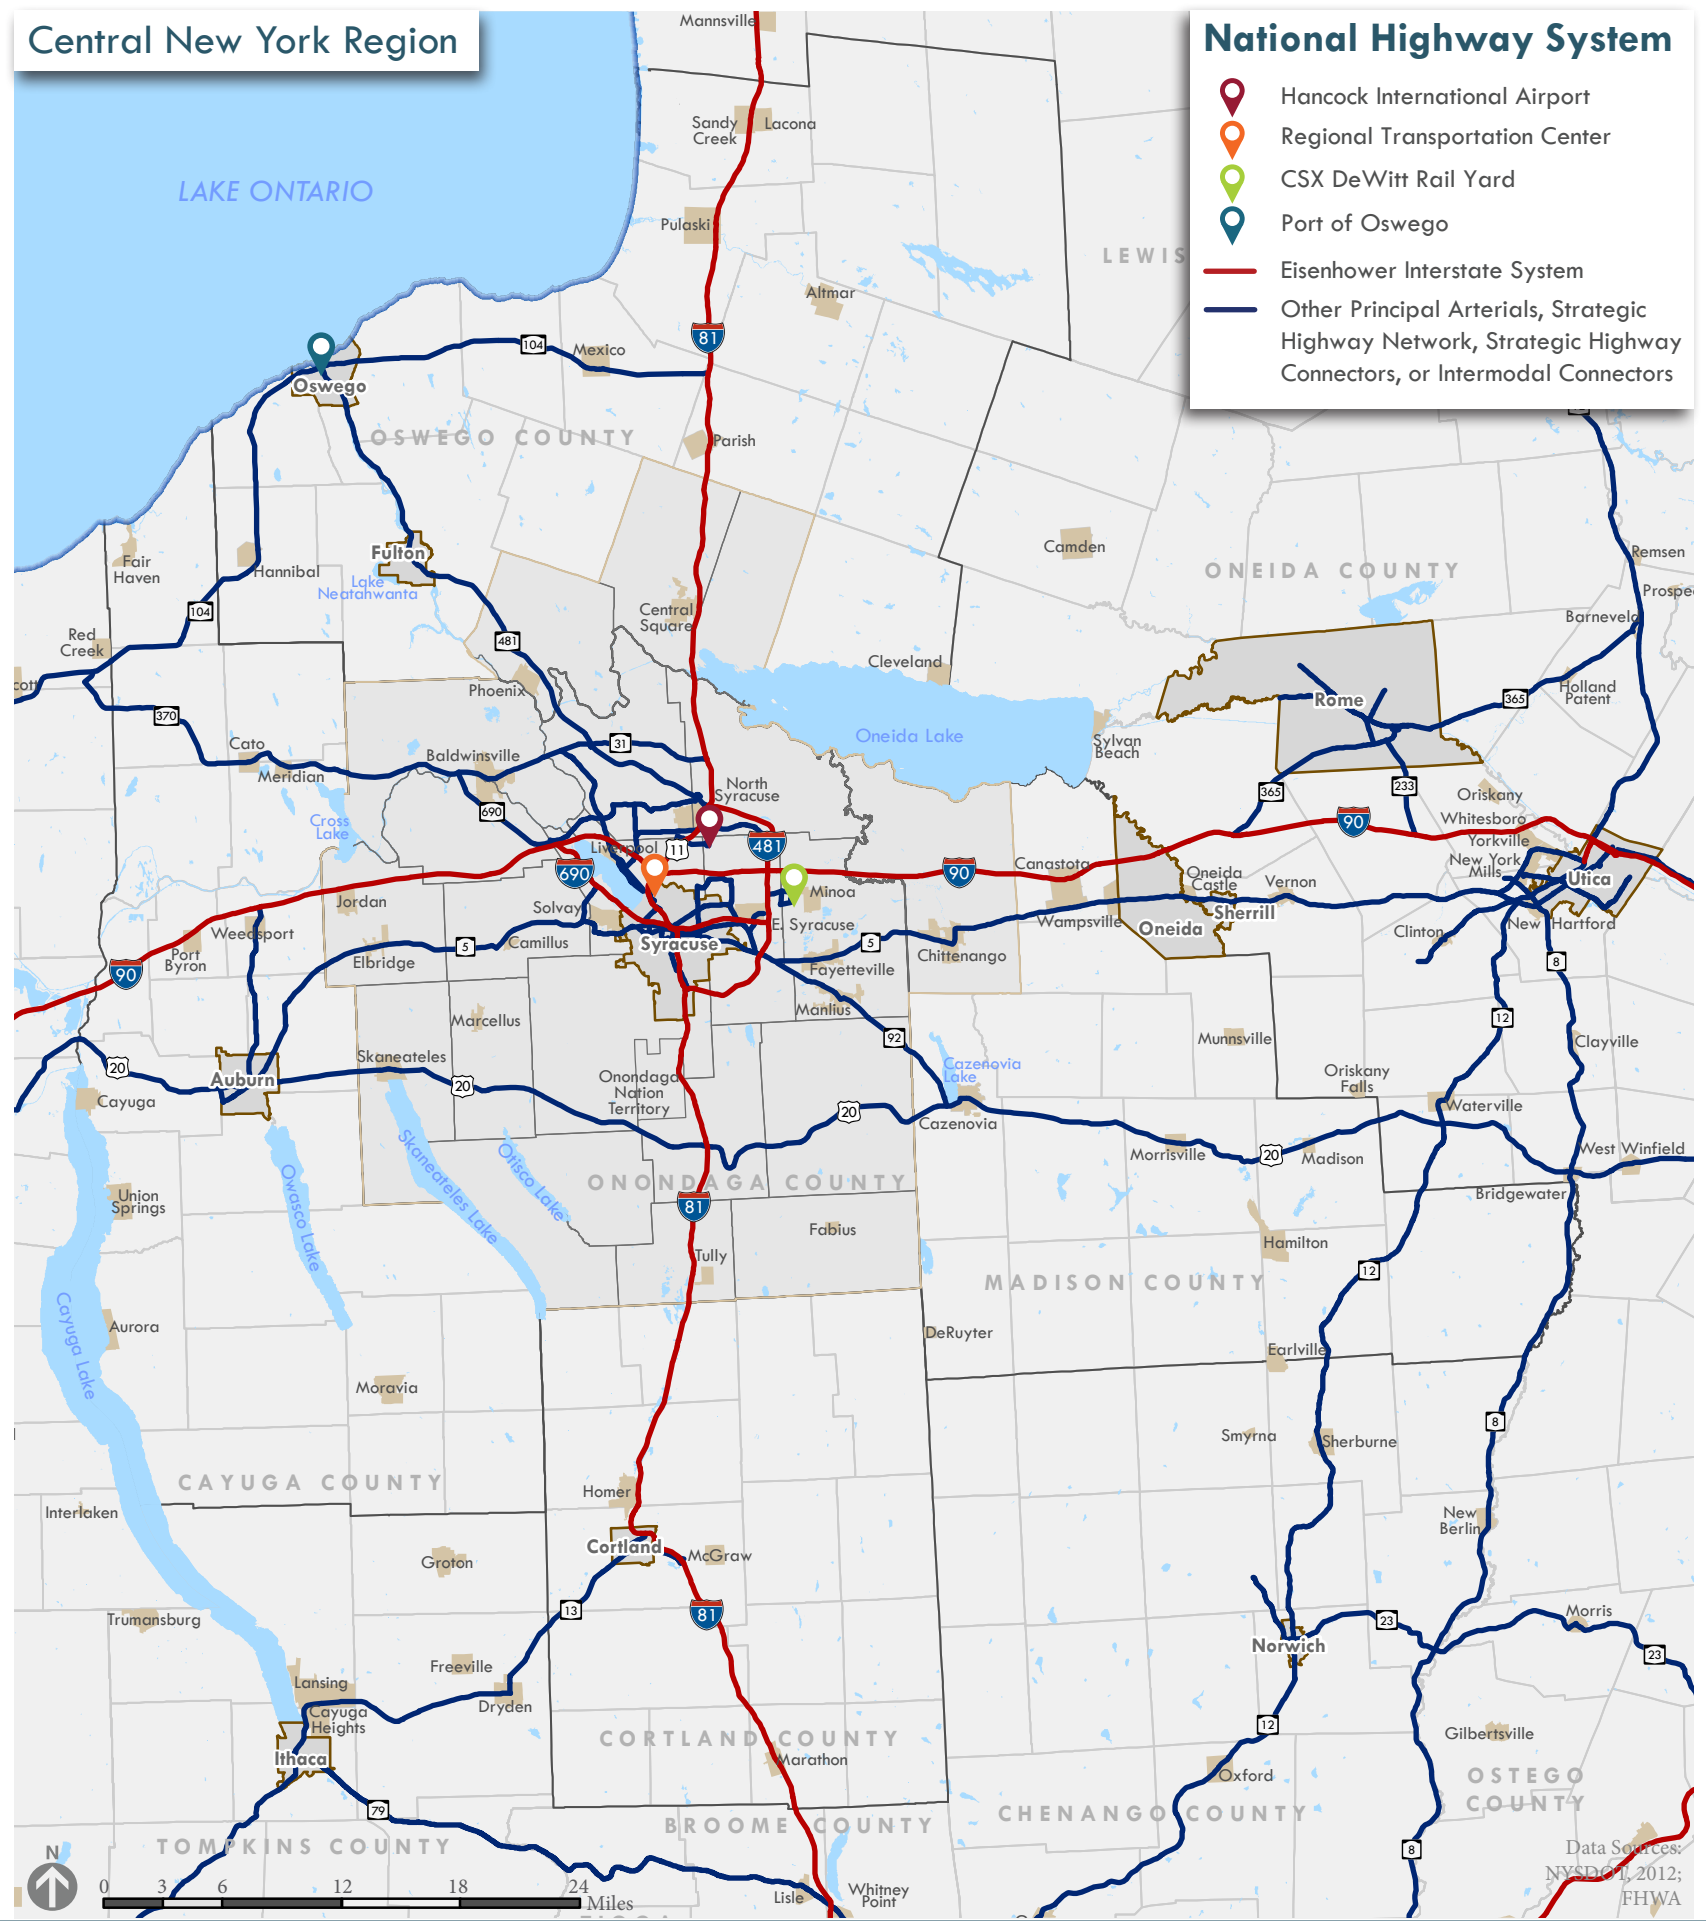 Central New York Region
National Highway System
Hancock International Airport
Regional Transportation Center
CSX DeWitt Rail Yard
Port of Oswego
Eisenhower Interstate System
Other Principal Arterials, Strategic
Highway Network, Strategic Highway
Connectors, or Intermodal Connectors
Mannsville
Sandy
Creek
Lacona
LAKE ONTARIO
Pulaski
LEWIS
Altmar
81
104
Mexico
Oswego
OSWEGO COUNTY
Parish
Fulton
Camden
Remsen
Fair
Haven
Hannibal
Lake
Neatahwanta
ONEIDA COUNTY
Prospe
104
Central
Square
Barneveld
Red
Creek
481
Cleveland
cott
Phoenix
Rome
365
Holland
Patent
370
Cato
31
Oneida Lake
Sylvan
Beach
Baldwinsville
Meridian
North
Syracuse
365
233
Oriskany
690
Cross
Lake
90
Whitesboro
Yorkville
Liverpool
11
481
New York
Mills
690
90
Canastota
Oneida
Castle
Vernon
Utica
Minoa
Jordan
Solvay
Wampsville
Sherrill
New Hartford
E. Syracuse
Oneida
Weedsport
Syracuse
Clinton
5
Camillus
5
Chittenango
Port
Byron
Elbridge
Fayetteville
8
90
Manlius
Marcellus
12
92
Munnsville
Clayville
Skaneateles
20
Cazenovia
Lake
Auburn
20
Onondaga
Nation
Territory
Oriskany
Falls
Cayuga
20
Cazenovia
Waterville
Skaneateles Lake
Otisco Lake
Owasco Lake
Morrisville
20
Madison
West Winfield
ONONDAGA COUNTY
Union
Springs
81
Bridgewater
Fabius
Tully
Hamilton
12
MADISON COUNTY
Cayuga Lake
Aurora
DeRuyter
Earlville
Moravia
8
Smyrna
Sherburne
CAYUGA COUNTY
Homer
Interlaken
New
Berlin
Cortland
McGraw
Groton
13
81
Trumansburg
23
Morris
Norwich
23
Freeville
Lansing
Dryden
Cayuga
Heights
12
Gilbertsville
CORTLAND COUNTY
Ithaca
Marathon
Oxford
OSTEGO
COUNTY
79
CHENANGO COUNTY
BROOME COUNTY
TOMPKINS COUNTY
8
N
0 3 6 12 18 24
Miles
Lisle
Whitney
Point
Data Sources:
NYSDOT, 2012;
FHWA